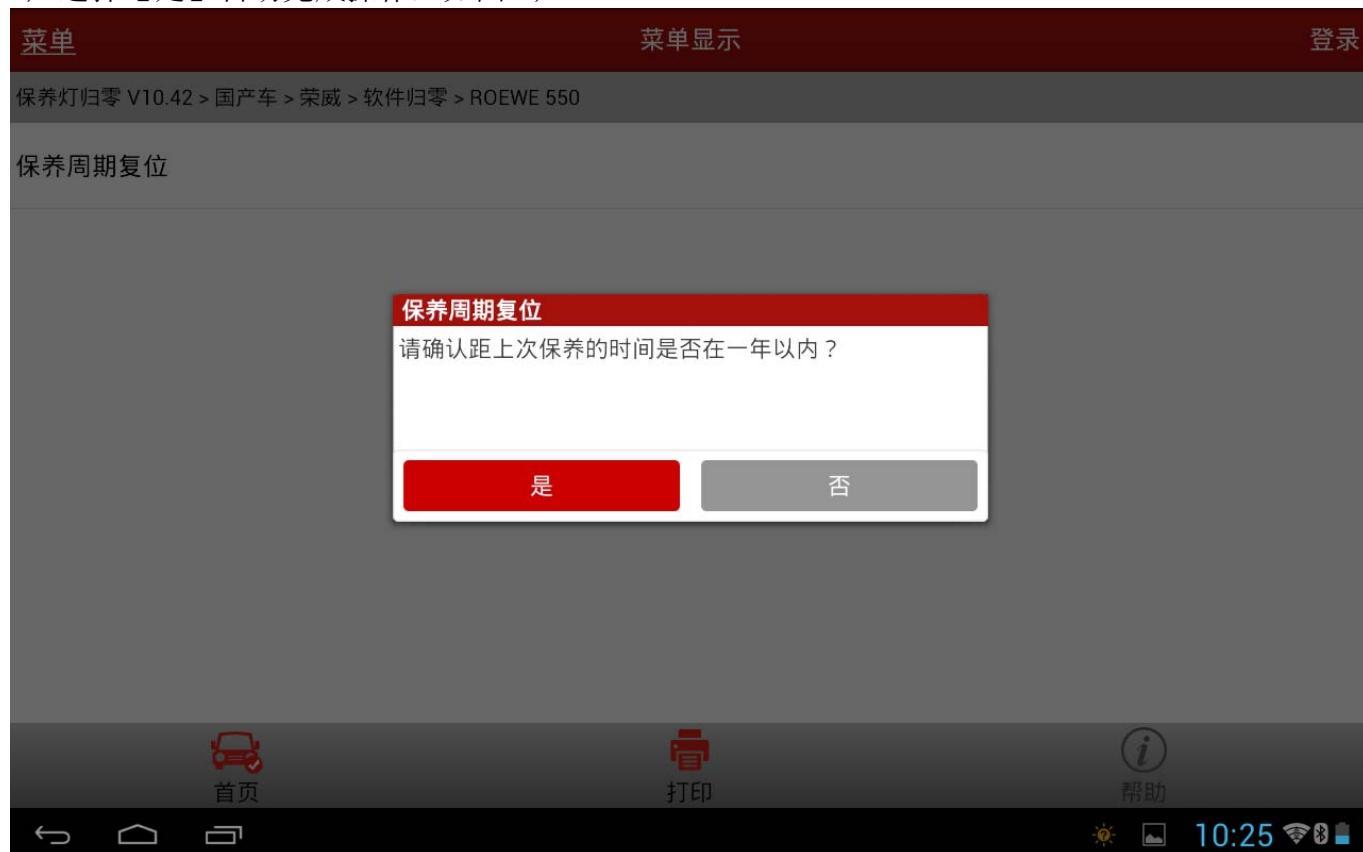 菜单
菜单显示
登录
保养灯归零 V10.42 > 国产车 > 荣威 > 软件归零 > ROEWE 550
保养周期复位
保养周期复位
请确认距上次保养的时间是否在一年以内？
是
否
首页
打印
帮助
10:25